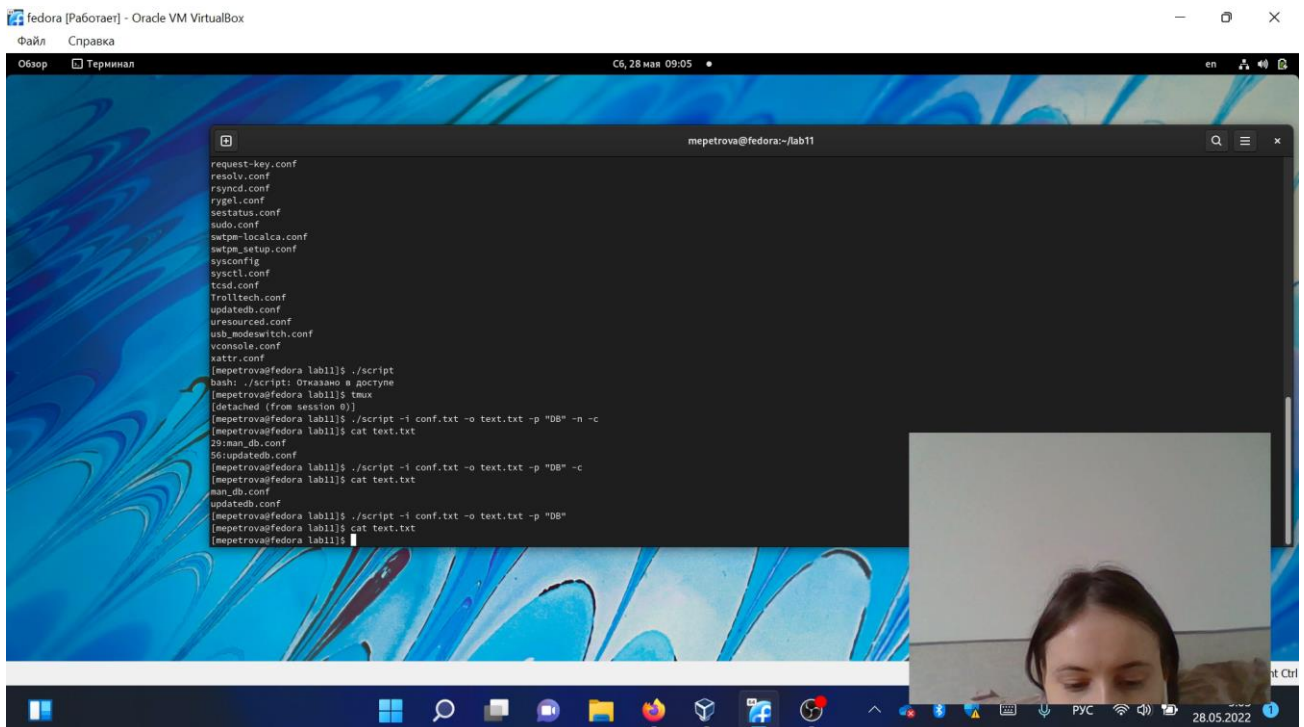 fedora [Работает] - Oracle VM VirtualBox
Файл Справка
Обзор Терминал Сб, 28 мая 09:05 en
mepetrova@fedora:~/lab11
request-key.conf
resolv.conf
rsyncd.conf
rygel.conf
sestatus.conf
sudo.conf
swtpm-localca.conf
swtpm_setup.conf
sysconfig
sysctl.conf
tcsd.conf
Trolltech.conf
updatedb.conf
uresourced.conf
usb_modeswitch.conf
vconsole.conf
xattr.conf
[mepetrova@fedora lab11]$ ./script
bash: ./script: Отказано в доступе
[mepetrova@fedora lab11]$ tmux
[detached (from session 0)]
[mepetrova@fedora lab11]$ ./script -i conf.txt -o text.txt -p "DB" -n -c
[mepetrova@fedora lab11]$ cat text.txt
29:man_db.conf
56:updatedb.conf
[mepetrova@fedora lab11]$ ./script -i conf.txt -o text.txt -p "DB" -c
[mepetrova@fedora lab11]$ cat text.txt
man_db.conf
updatedb.conf
[mepetrova@fedora lab11]$ ./script -i conf.txt -o text.txt -p "DB"
[mepetrova@fedora lab11]$ cat text.txt
[mepetrova@fedora lab11]$
Ctrl
РУС
28.05.2022 1